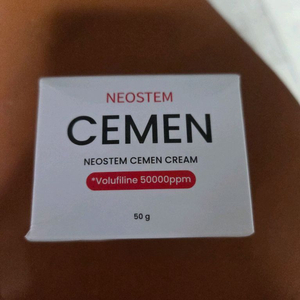 NEOSTEM
CEMEN
NEOSTEM CEMEN CREAM
*Volufiline 50000ppm
50 g